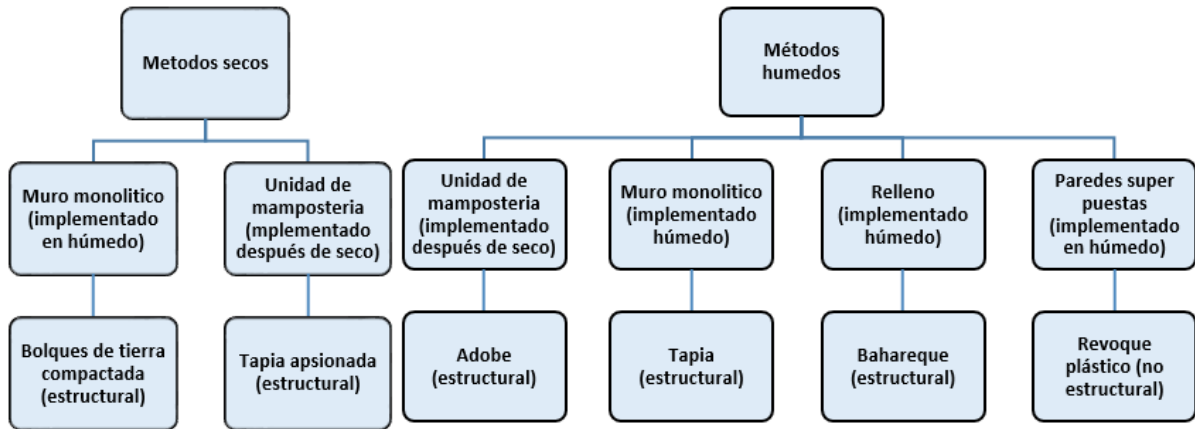 Metodos secos
Métodos
humedos
Muro monolitico
(implementado
en húmedo)
Unidad de
mamposteria
(mplementado
después de seco)
Unidad de
mamposteria
(implementado
después de seco)
Muro monolitico
(implementado
húmedo)
Relleno
(implementado
húmedo)
Paredes super
puestas
(implementado
en húmedo)
Bolques de tierra
compactada
(estructural)
Tapia apsionada
(estructural)
Adobe
(estructural)
Tapia
(estructural)
Bahareque
(estructural)
Revoque
plástico (no
estructural)